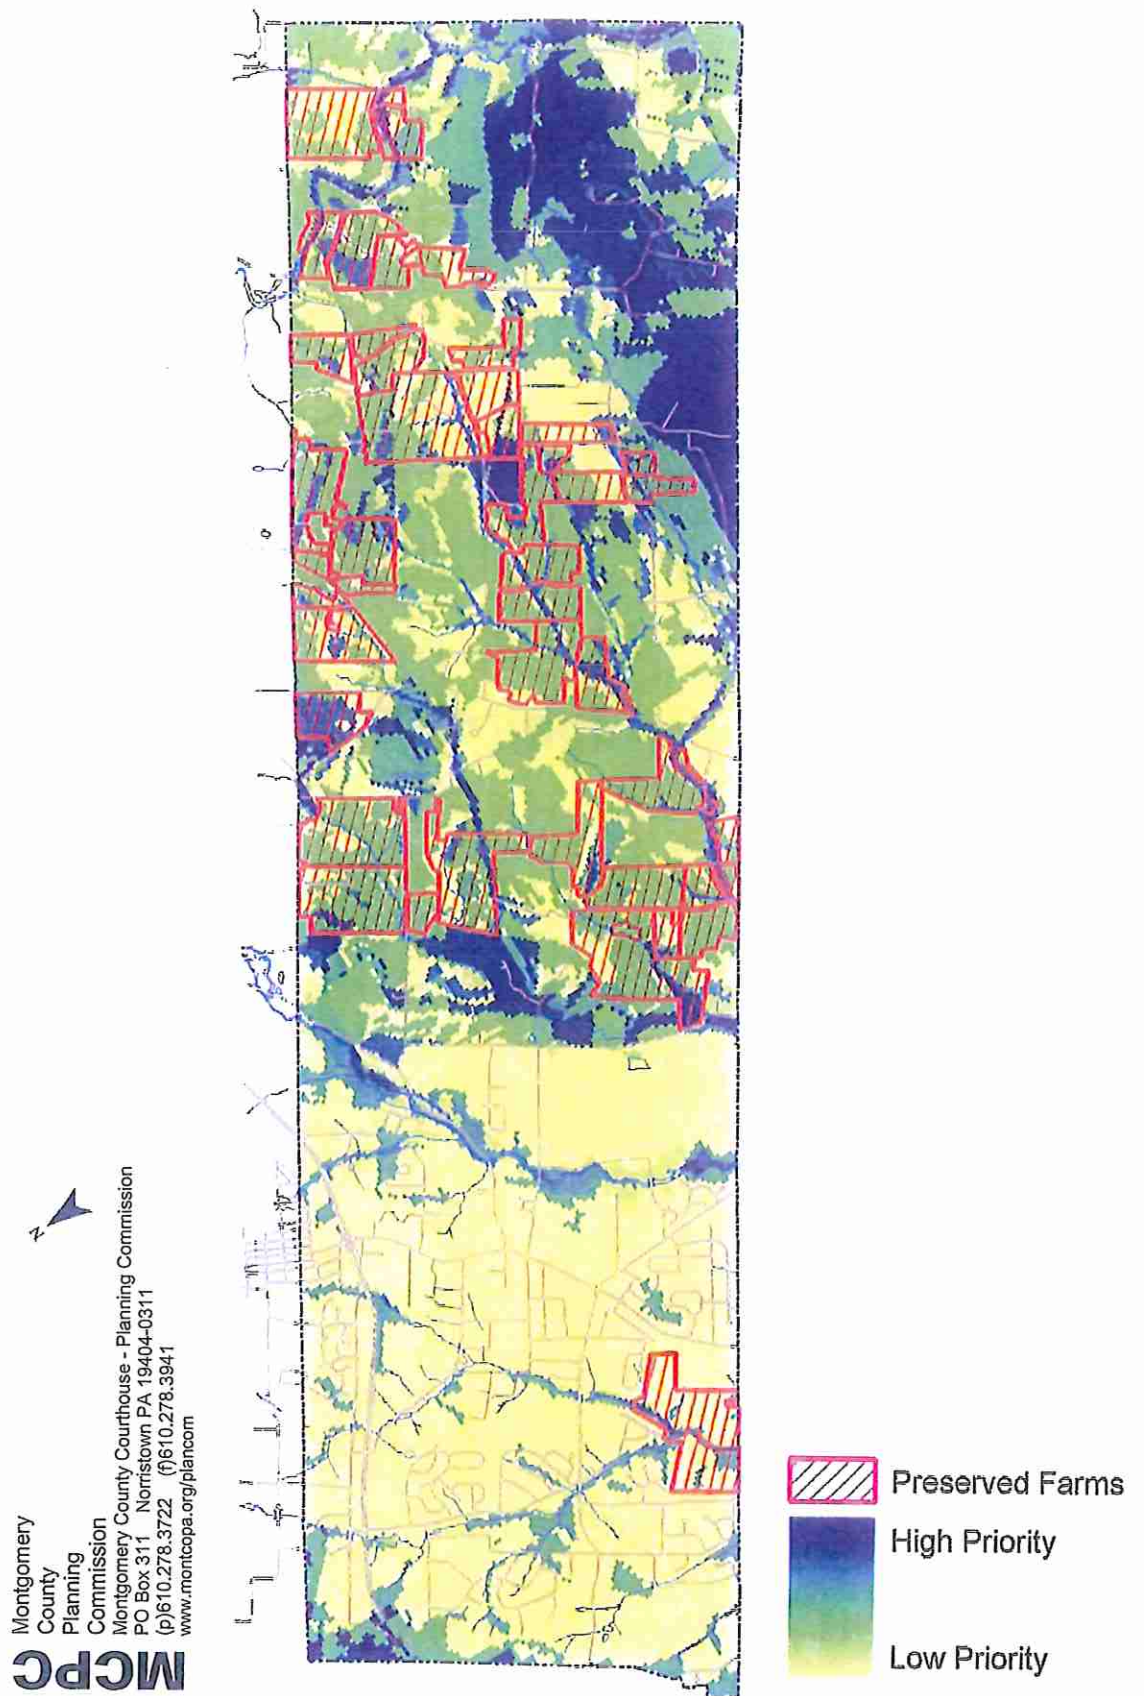 MCPC
Montgomery
County
Planning
Commission
Montgomery County Courthouse - Planning Commission
PO Box 311 Norristown PA 19404-0311
(p)610.278.3722 (f)610.278.3941
www.montcopa.org/plancom
N
Preserved Farms
High Priority
Low Priority